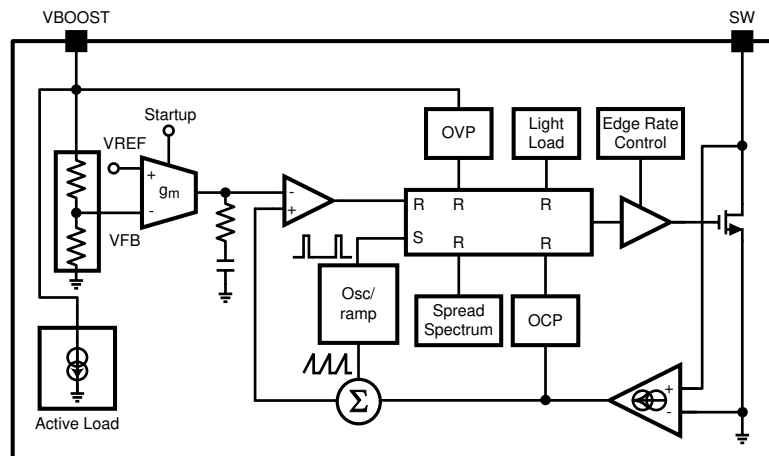 VBOOST
SW
Startup
VREF
+
gm
-
VFB
Active Load
-
+
OVP
Light
Load
Edge Rate
Control
R
R
R
S
R
R
Osc/
ramp
Spread
Spectrum
OCP
Σ
+
-